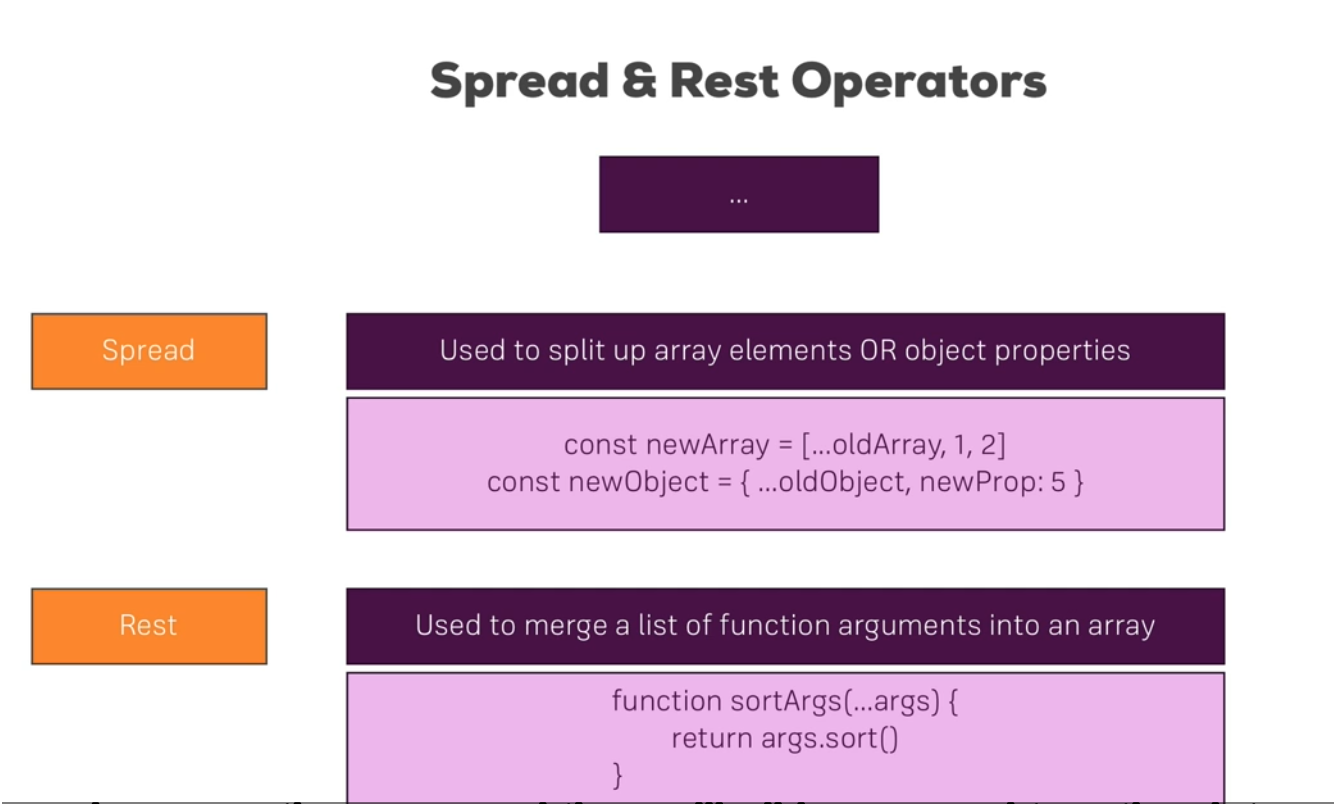 Spread & Rest Operators
...
Spread
Used to split up array elements OR object properties
const newArray = [...oldArray, 1, 2]
const newObject = { ...oldObject, newProp: 5 }
Rest
Used to merge a list of function arguments into an array
function sortArgs(...args) {
return args.sort()
}